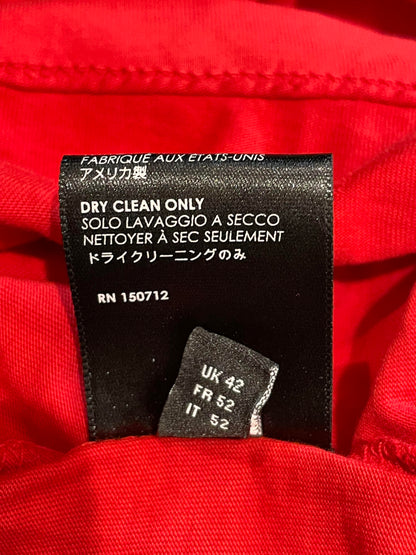 FABRIQUE AUX ETATS-UNIS
アメリカ製
DRY CLEAN ONLY
SOLO LAVAGGIO A SECCO
NETTOYER À SEC SEULEMENT
ドライクリーニングのみ
RN 150712
UK 42
FR 52
IT 52